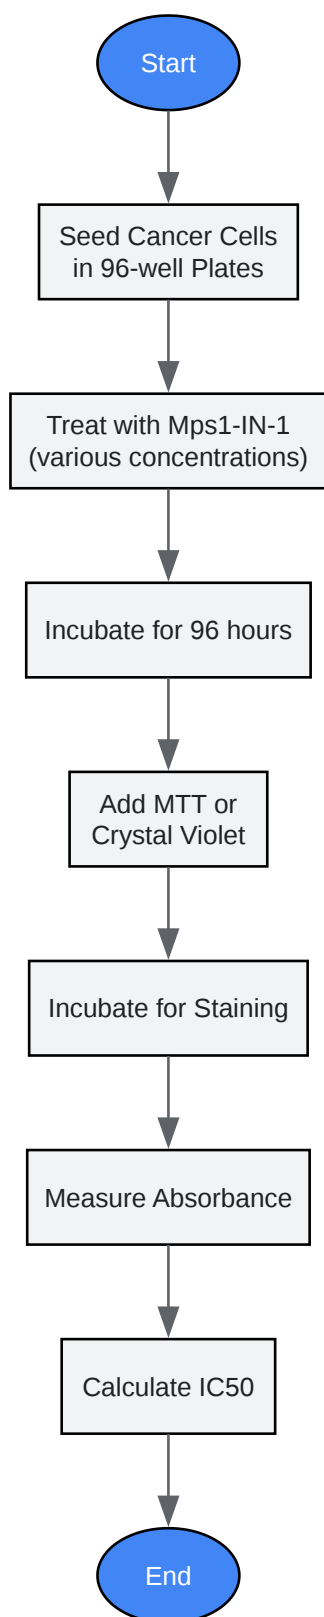 Start
Seed Cancer Cells
in 96-well Plates
Treat with Mps1-IN-1
(various concentrations)
Incubate for 96 hours
Add MTT or
Crystal Violet
Incubate for Staining
Measure Absorbance
Calculate IC50
End